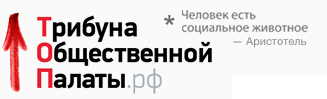 Трибуна
Общественной
Палаты.рф
* Человек есть
социальное животное
— Аристотель